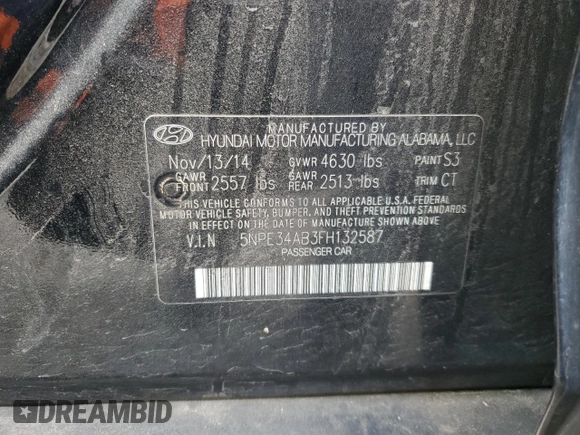 MANUFACTURED BY
HYUNDAI MOTOR MANUFACTURING ALABAMA, LLC
Nov/13/14 GVWR 4630 lbs PAINT S3
GAWR FRONT 2557 lbs GAWR REAR 2513 lbs TRIM CT
THIS VEHICLE CONFORMS TO ALL APPLICABLE U.S.A. FEDERAL
MOTOR VEHICLE SAFETY, BUMPER, AND THEFT PREVENTION STANDARDS
IN EFFECT ON THE DATE OF MANUFACTURE SHOWN ABOVE.
V.I.N 5NPE34AB3FH132587
PASSENGER CAR
DREAMBID